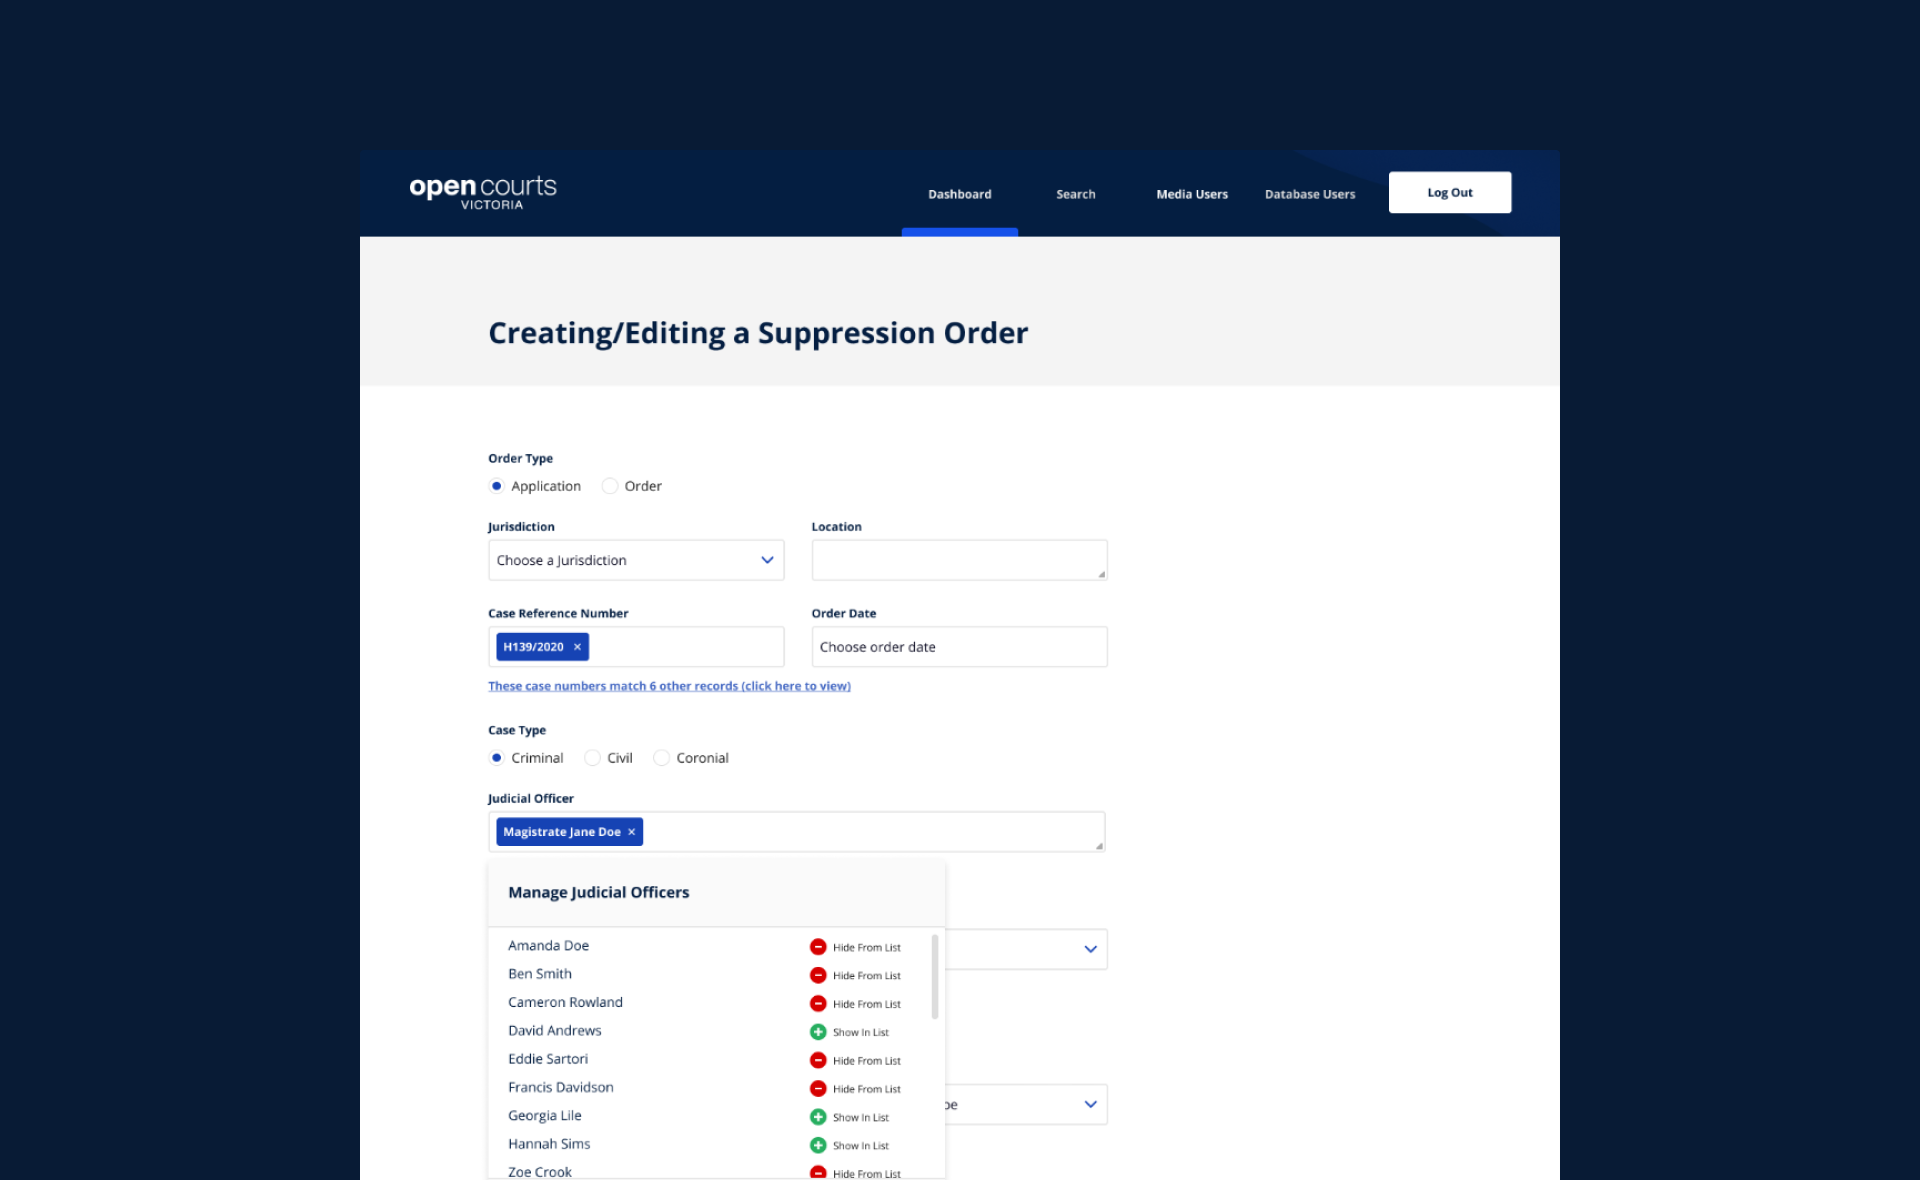 open courts
VICTORIA
Dashboard
Search
Media Users
Database Users
Log Out
Creating/Editing a Suppression Order
Order Type
Application
Order
Jurisdiction
Location
Choose a Jurisdiction
Case Reference Number
Order Date
H139/2020 ×
Choose order date
These case numbers match 6 other records (click here to view)
Case Type
Criminal
Civil
Coronial
Judicial Officer
Magistrate Jane Doe ×
Manage Judicial Officers
Amanda Doe
Hide From List
Ben Smith
Hide From List
Cameron Rowland
Hide From List
David Andrews
Show In List
Eddie Sartori
Hide From List
Francis Davidson
Hide From List
Georgia Lile
Show In List
Hannah Sims
Show In List
Zoe Crook
Hide From List